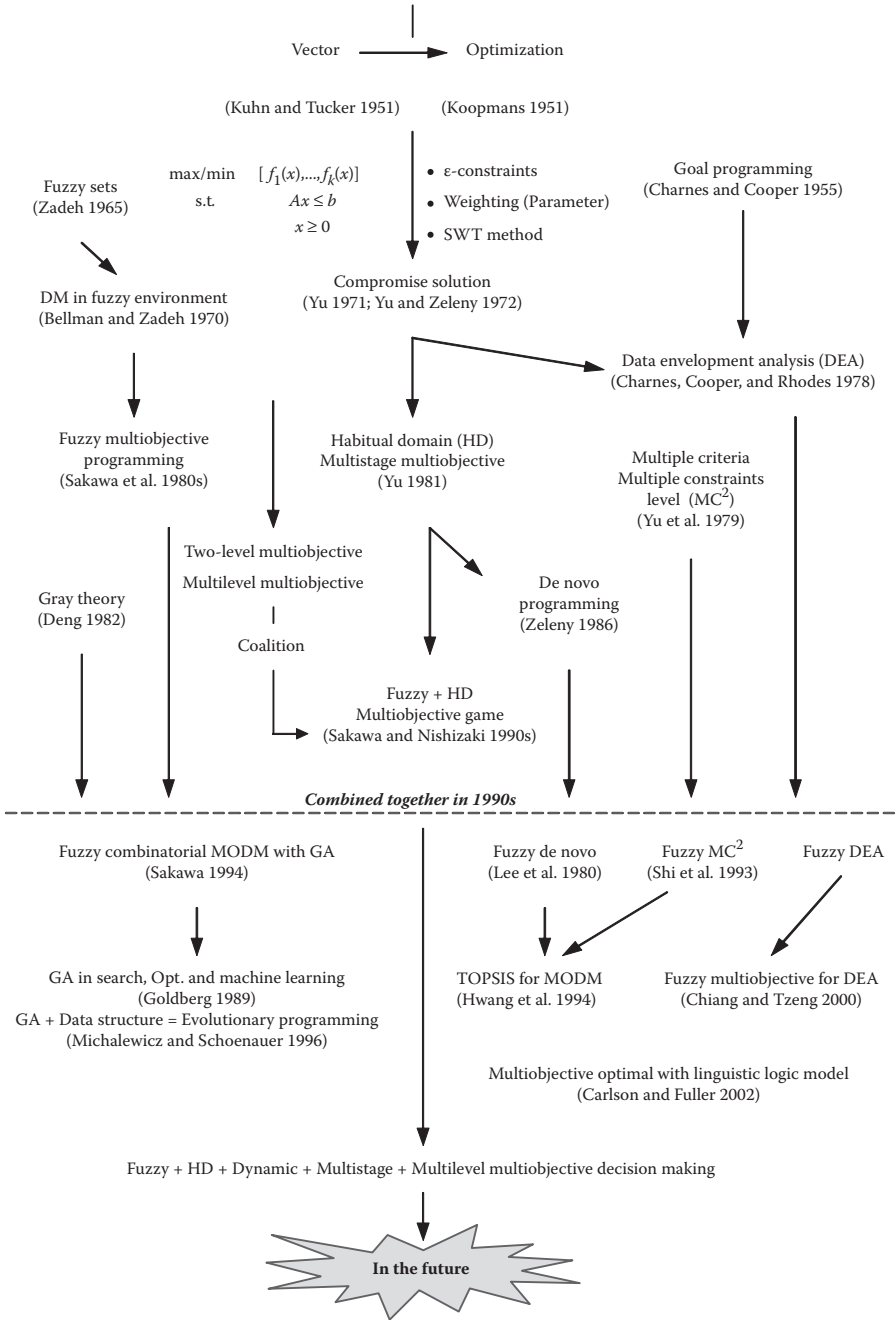 Vector Optimization
(Kuhn and Tucker 1951) (Koopmans 1951)
Fuzzy sets
(Zadeh 1965)
max/min [f₁(x),...,fₖ(x)]
s.t. Ax ≤ b
x ≥ 0
• ε-constraints
• Weighting (Parameter)
• SWT method
Goal programming
(Charnes and Cooper 1955)
DM in fuzzy environment
(Bellman and Zadeh 1970)
Compromise solution
(Yu 1971; Yu and Zeleny 1972)
Data envelopment analysis (DEA)
(Charnes, Cooper, and Rhodes 1978)
Fuzzy multiobjective
programming
(Sakawa et al. 1980s)
Habitual domain (HD)
Multistage multiobjective
(Yu 1981)
Multiple criteria
Multiple constraints
level (MC²)
(Yu et al. 1979)
Two-level multiobjective
Multilevel multiobjective
Coalition
Gray theory
(Deng 1982)
De novo
programming
(Zeleny 1986)
Fuzzy + HD
Multiobjective game
(Sakawa and Nishizaki 1990s)
Combined together in 1990s
Fuzzy combinatorial MODM with GA
(Sakawa 1994)
Fuzzy de novo
(Lee et al. 1980)
Fuzzy MC²
(Shi et al. 1993)
Fuzzy DEA
GA in search, Opt. and machine learning
(Goldberg 1989)
GA + Data structure = Evolutionary programming
(Michalewicz and Schoenauer 1996)
TOPSIS for MODM
(Hwang et al. 1994)
Fuzzy multiobjective for DEA
(Chiang and Tzeng 2000)
Multiobjective optimal with linguistic logic model
(Carlson and Fuller 2002)
Fuzzy + HD + Dynamic + Multistage + Multilevel multiobjective decision making
In the future